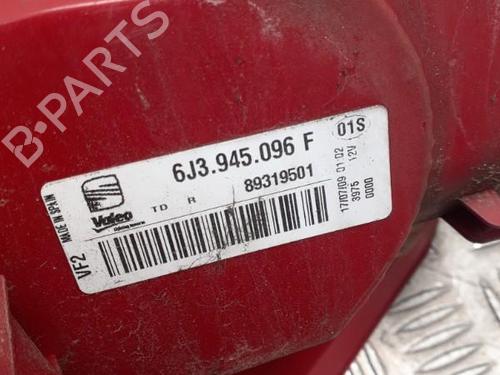 B-PARTS
6J3.945.096 F
01S
TD R 89319501
Valeo
MADE IN SPAIN
VF2
17/07/09 01 02
3975 12V
0000